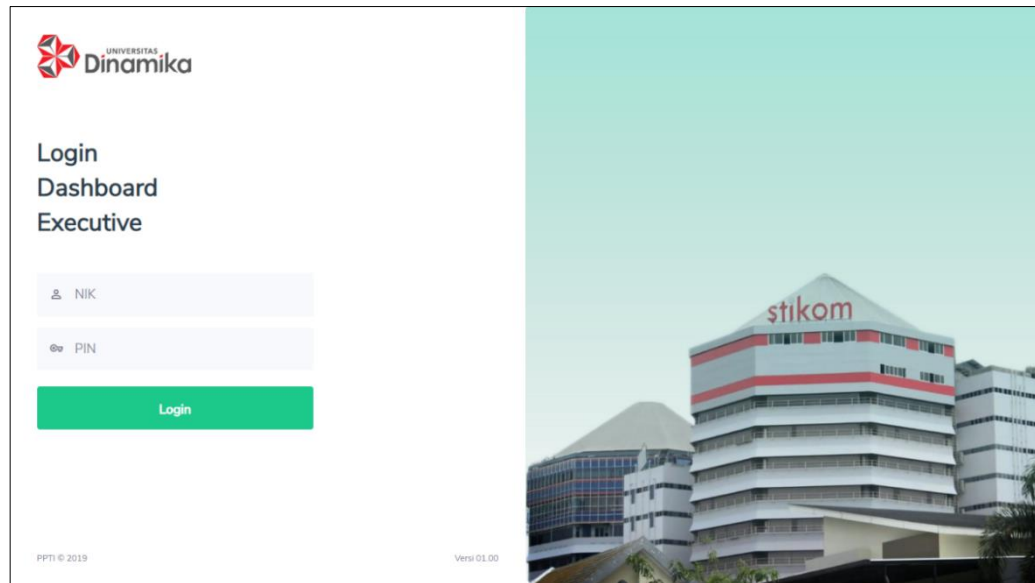 UNIVERSITAS
Dinamika
Login
Dashboard
Executive
NIK
PIN
Login
PPTI © 2019
Versi 01.00
stikom